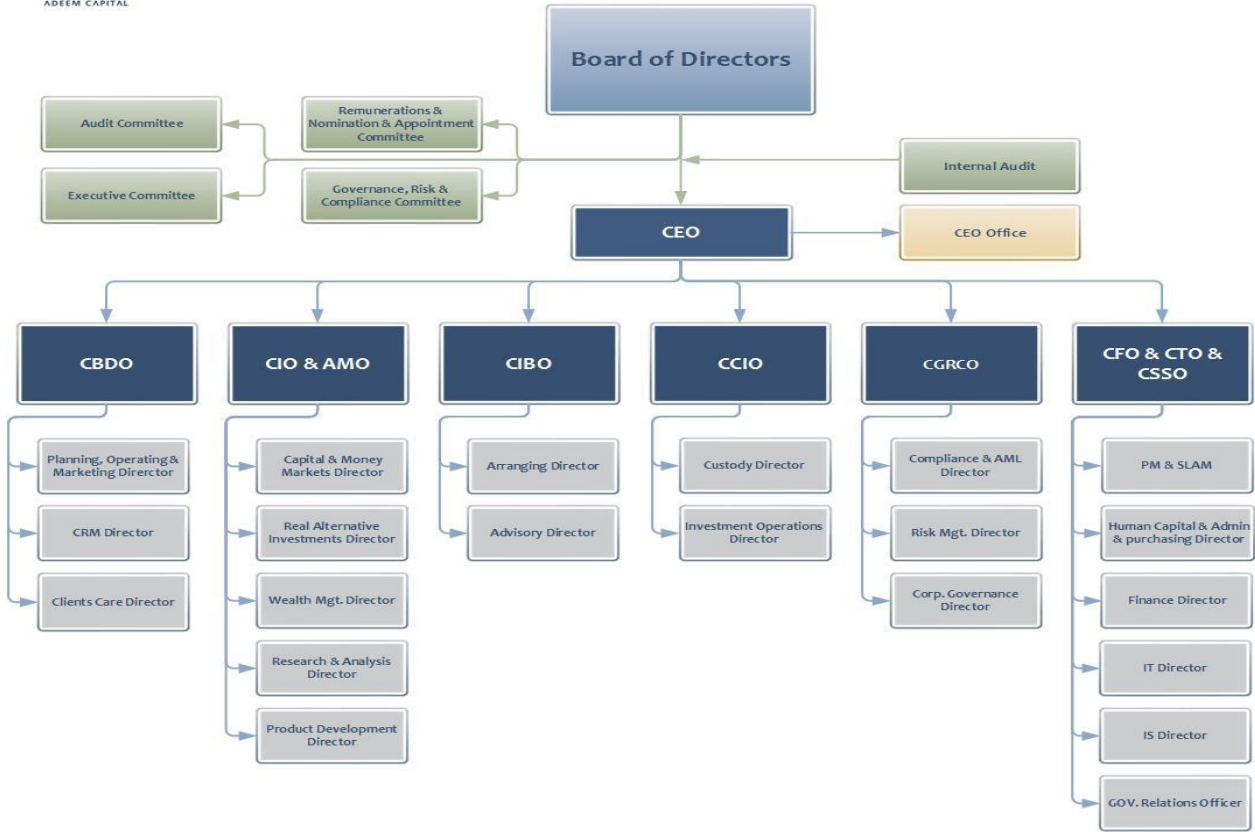 ADEEM CAPITAL
Board of Directors
Audit Committee
Remunerations &
Nomination & Appointment
Committee
Internal Audit
Executive Committee
Governance, Risk &
Compliance Committee
CEO
CEO Office
CBDO
CIO & AMO
CIBO
CCIO
CGRCO
CFO & CTO &
CSSO
Planning, Operating &
Marketing Dirерctor
CRM Director
Clients Care Director
Capital & Money
Markets Director
Real Alternative
Investments Director
Wealth Mgt. Director
Research & Analysis
Director
Product Development
Director
Arranging Director
Advisory Director
Custody Director
Investment Operations
Director
Compliance & AML
Director
Risk Mgt. Director
Corp. Governance
Director
PM & SLAM
Human Capital & Admin
& purchasing Director
Finance Director
IT Director
IS Director
GOV. Relations Officer